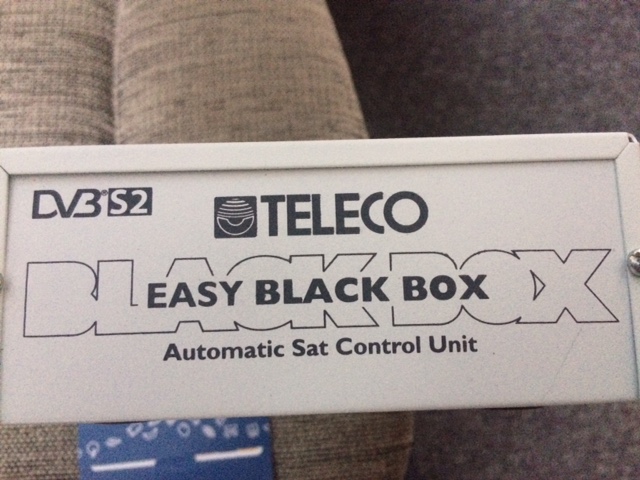 DVB® S2
TELECO
BLACK BOX
EASY BLACK BOX
Automatic Sat Control Unit